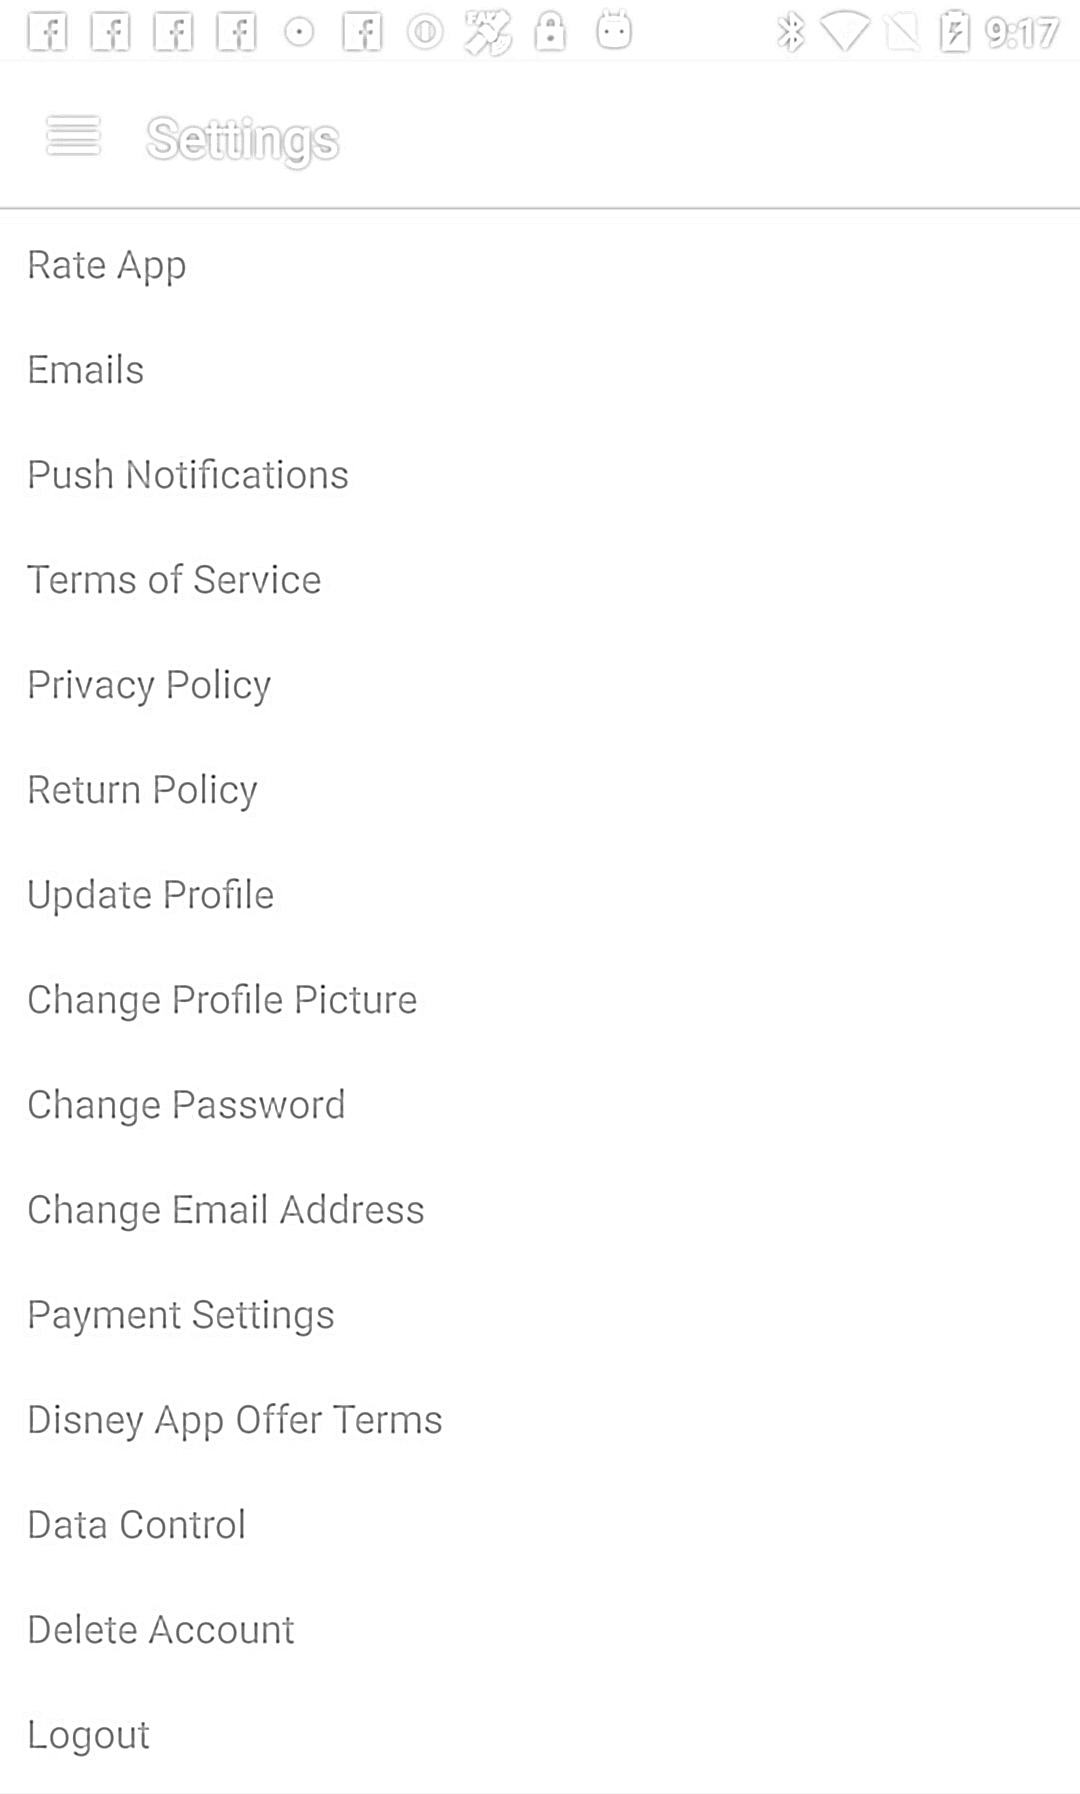 9:17
Settings
Rate App
Emails
Push Notifications
Terms of Service
Privacy Policy
Return Policy
Update Profile
Change Profile Picture
Change Password
Change Email Address
Payment Settings
Disney App Offer Terms
Data Control
Delete Account
Logout